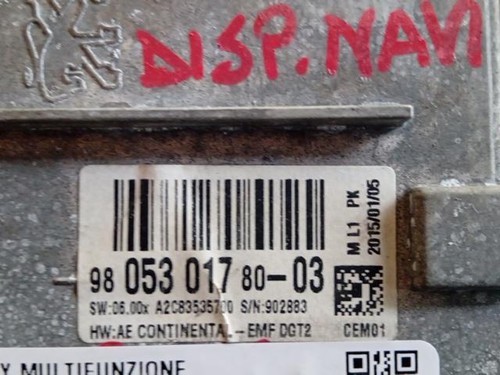 DISP. NAVI
M L1 PK
2015/01/05
98 053 017 80-03
SW:06.00x A2C83535700 S/N:902883
HW:AE CONTINENTAL-EMF DGT2 CEM01
Y MULTIFUNZIONE